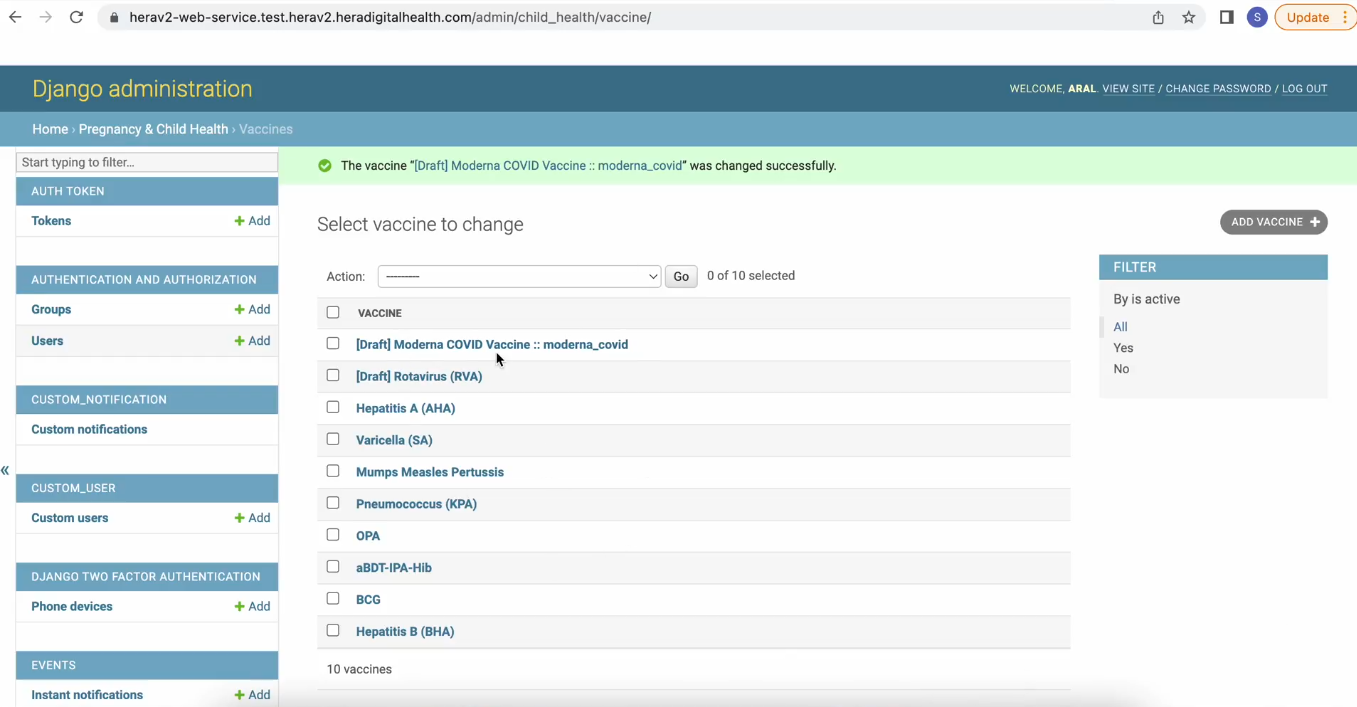 herav2-web-service.test.herav2.heradigitalhealth.com/admin/child_health/vaccine/
S
Update
Django administration
WELCOME, ARAL. VIEW SITE / CHANGE PASSWORD / LOG OUT
Home › Pregnancy & Child Health › Vaccines
Start typing to filter...
AUTH TOKEN
Tokens + Add
AUTHENTICATION AND AUTHORIZATION
Groups + Add
Users + Add
CUSTOM_NOTIFICATION
Custom notifications
«
CUSTOM_USER
Custom users + Add
DJANGO TWO FACTOR AUTHENTICATION
Phone devices + Add
EVENTS
Instant notifications + Add
The vaccine “[Draft] Moderna COVID Vaccine :: moderna_covid” was changed successfully.
Select vaccine to change
ADD VACCINE +
Action: --------- Go 0 of 10 selected
VACCINE
[Draft] Moderna COVID Vaccine :: moderna_covid
[Draft] Rotavirus (RVA)
Hepatitis A (AHA)
Varicella (SA)
Mumps Measles Pertussis
Pneumococcus (KPA)
OPA
aBDT-IPA-Hib
BCG
Hepatitis B (BHA)
10 vaccines
FILTER
By is active
All
Yes
No